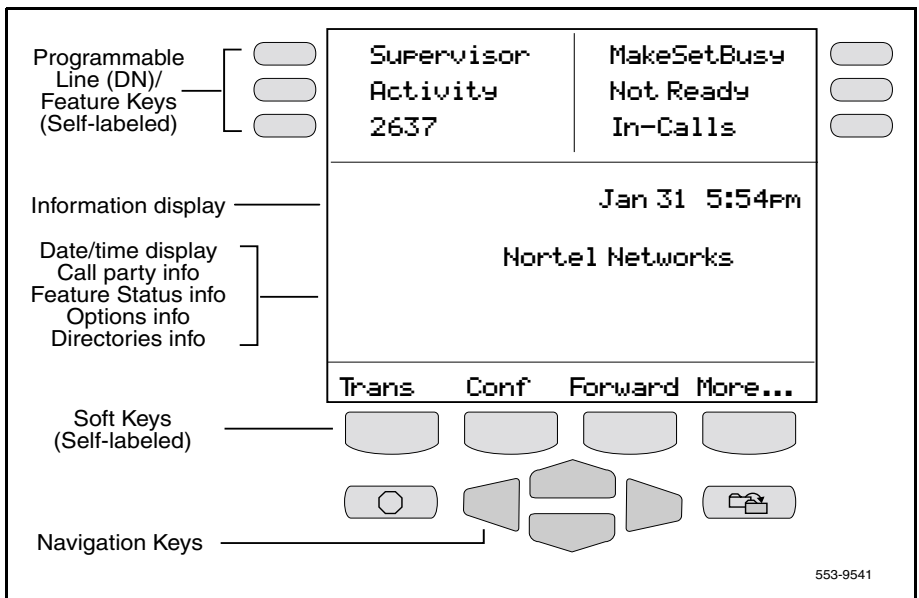 Programmable
Line (DN)/
Feature Keys
(Self-labeled)
Supervisor MakeSetBusy
Activity Not Ready
2637 In-Calls
Information display
Jan 31 5:54pm
Nortel Networks
Date/time display
Call party info
Feature Status info
Options info
Directories info
Trans Conf Forward More...
Soft Keys
(Self-labeled)
Navigation Keys
553-9541